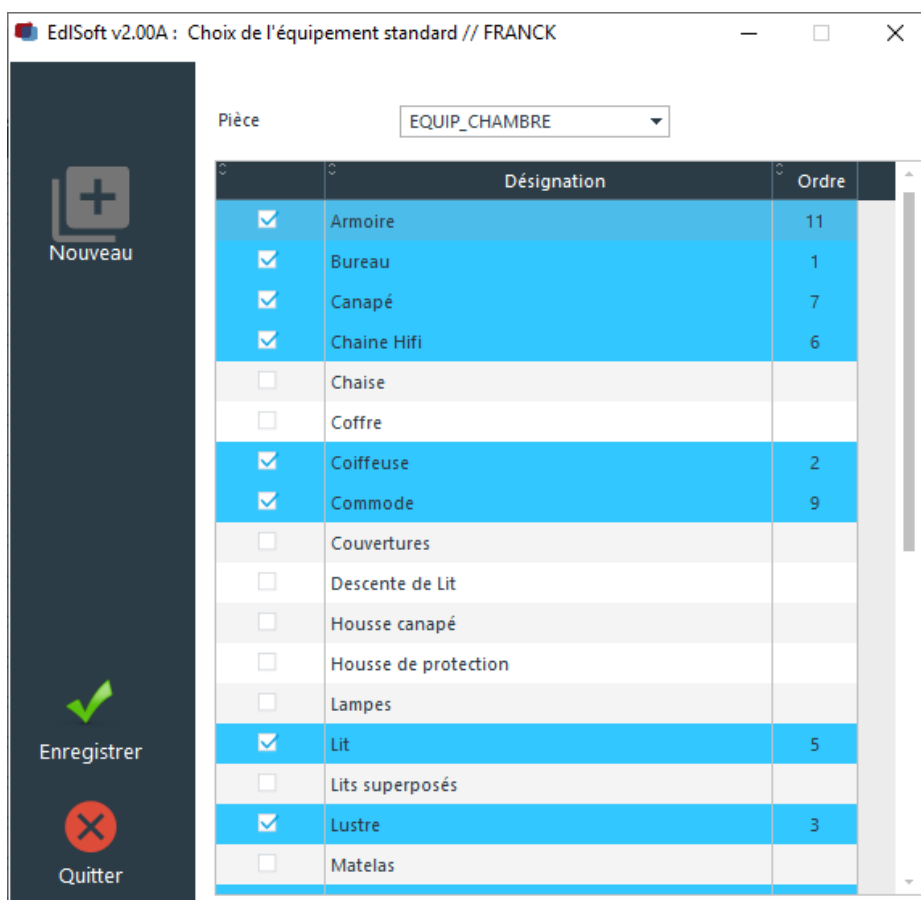 EdlSoft v2.00A : Choix de l'équipement standard // FRANCK
Pièce EQUIP_CHAMBRE
Désignation Ordre
Nouveau
Armoire 11
Bureau 1
Canapé 7
Chaine Hifi 6
Chaise
Coffre
Coiffeuse 2
Commode 9
Couvertures
Descente de Lit
Housse canapé
Housse de protection
Lampes
Lit 5
Lits superposés
Lustre 3
Matelas
Enregistrer
Quitter